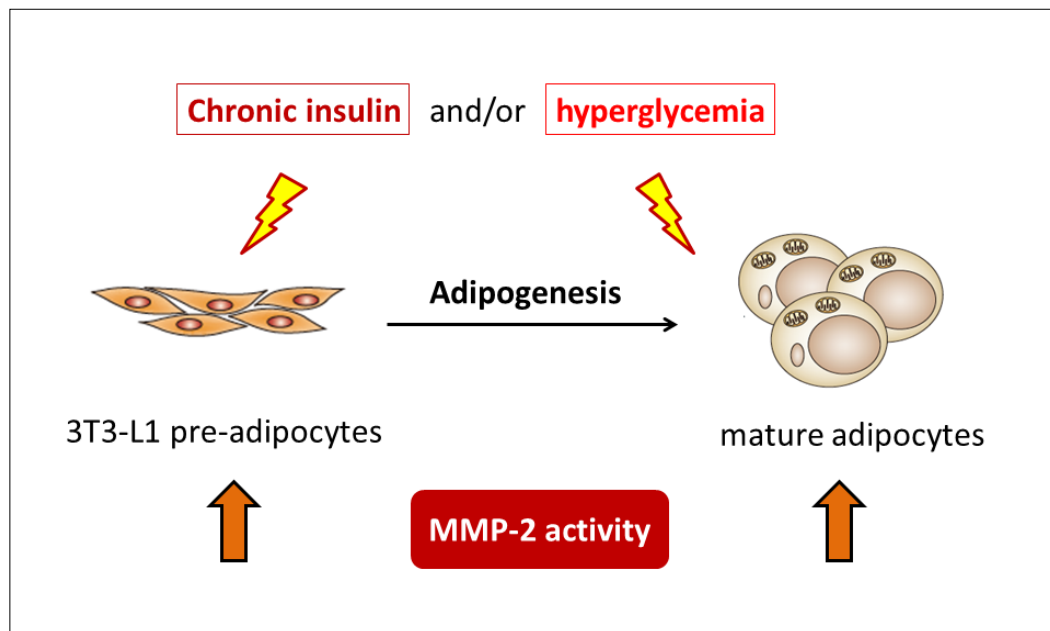 Chronic insulin and/or hyperglycemia
Adipogenesis
3T3-L1 pre-adipocytes
mature adipocytes
MMP-2 activity